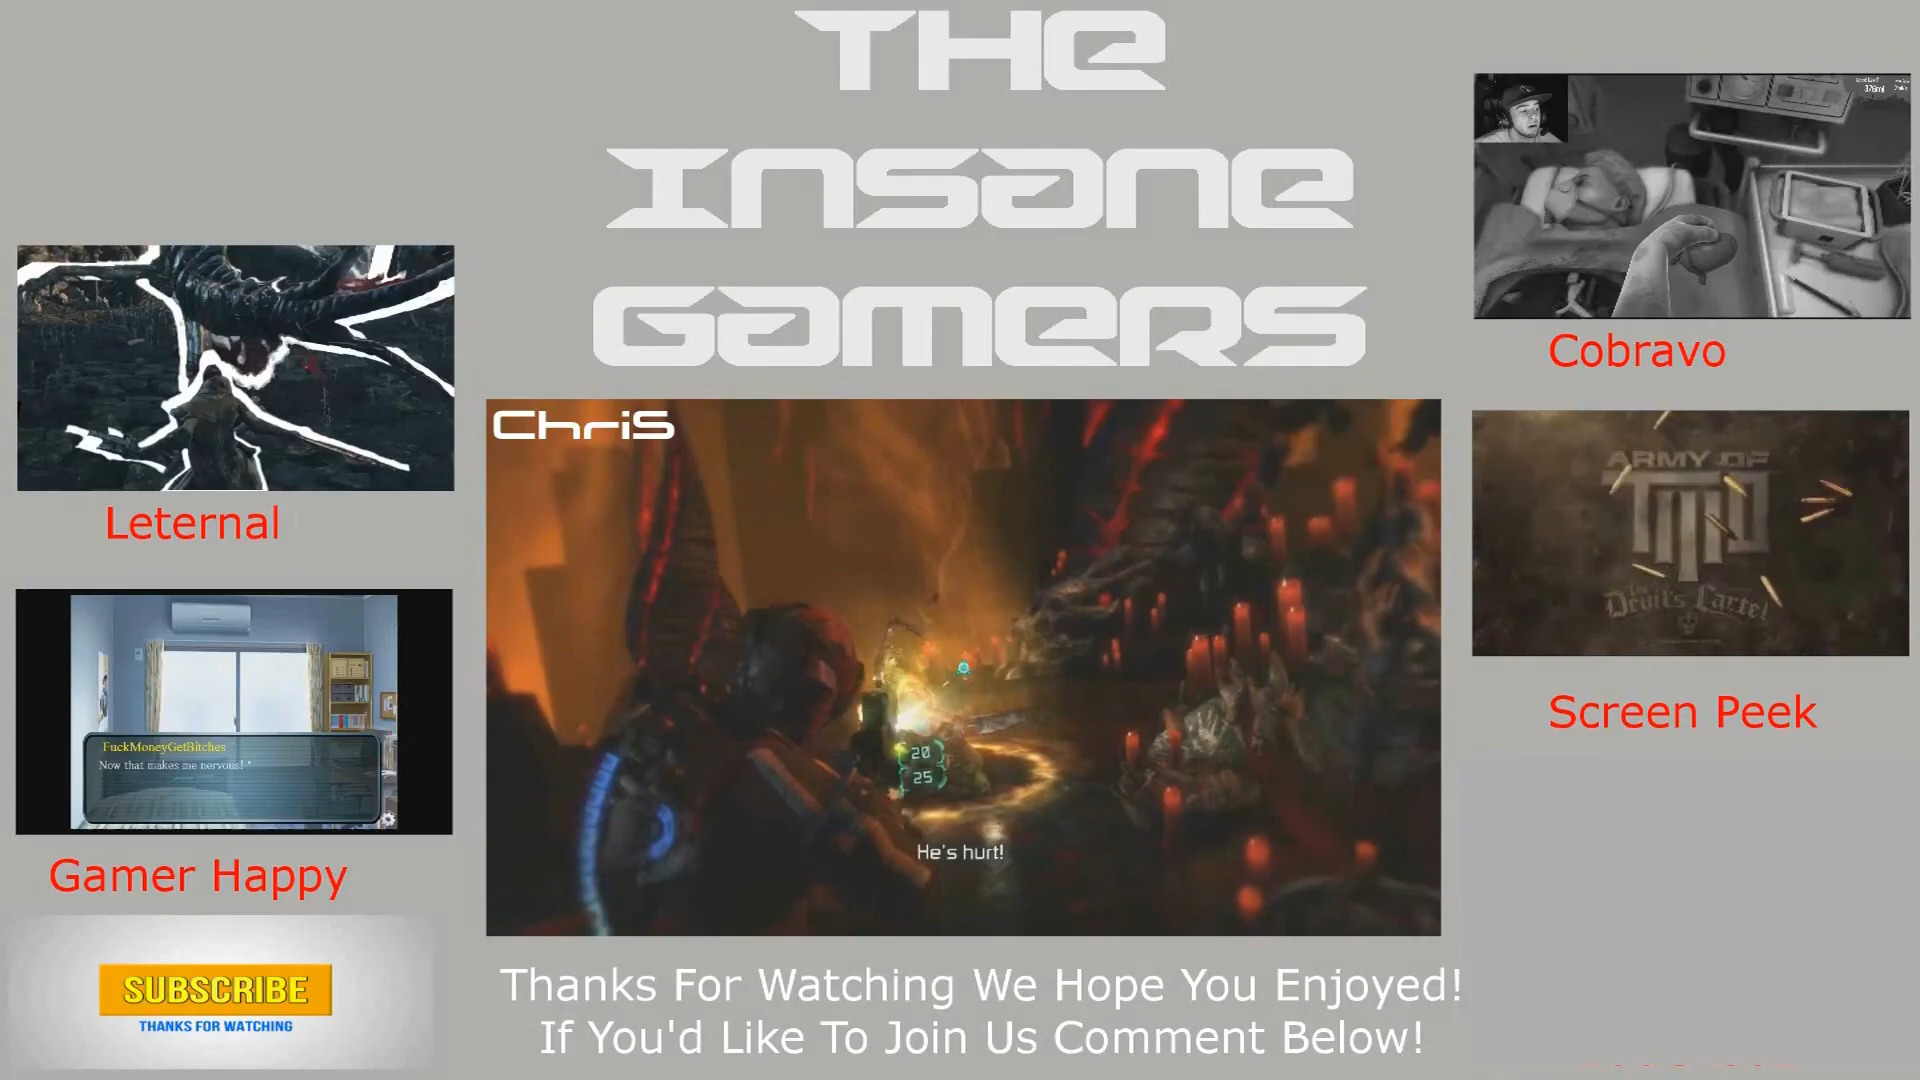 THE
INSANE
GAMERS
Leternal
FuckMoneyGetBitches
Now that makes me nervous! "
Gamer Happy
SUBSCRIBE
THANKS FOR WATCHING
ChriS
20
25
He's hurt!
Thanks For Watching We Hope You Enjoyed!
If You'd Like To Join Us Comment Below!
376ml
Cobravo
ARMY OF
TWO
The
Devil's Cartel
Screen Peek